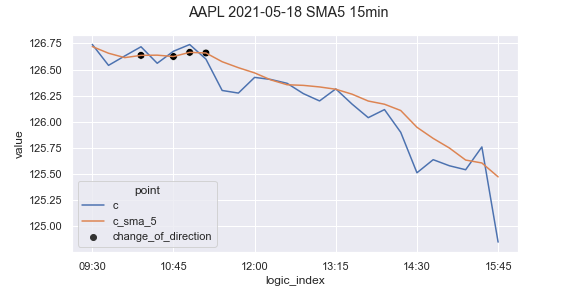 AAPL 2021-05-18 SMA5 15min
126.75
126.50
126.25
126.00
125.75
125.50
125.25
125.00
value
point
c
c_sma_5
change_of_direction
09:30
10:45
12:00
13:15
14:30
15:45
logic_index